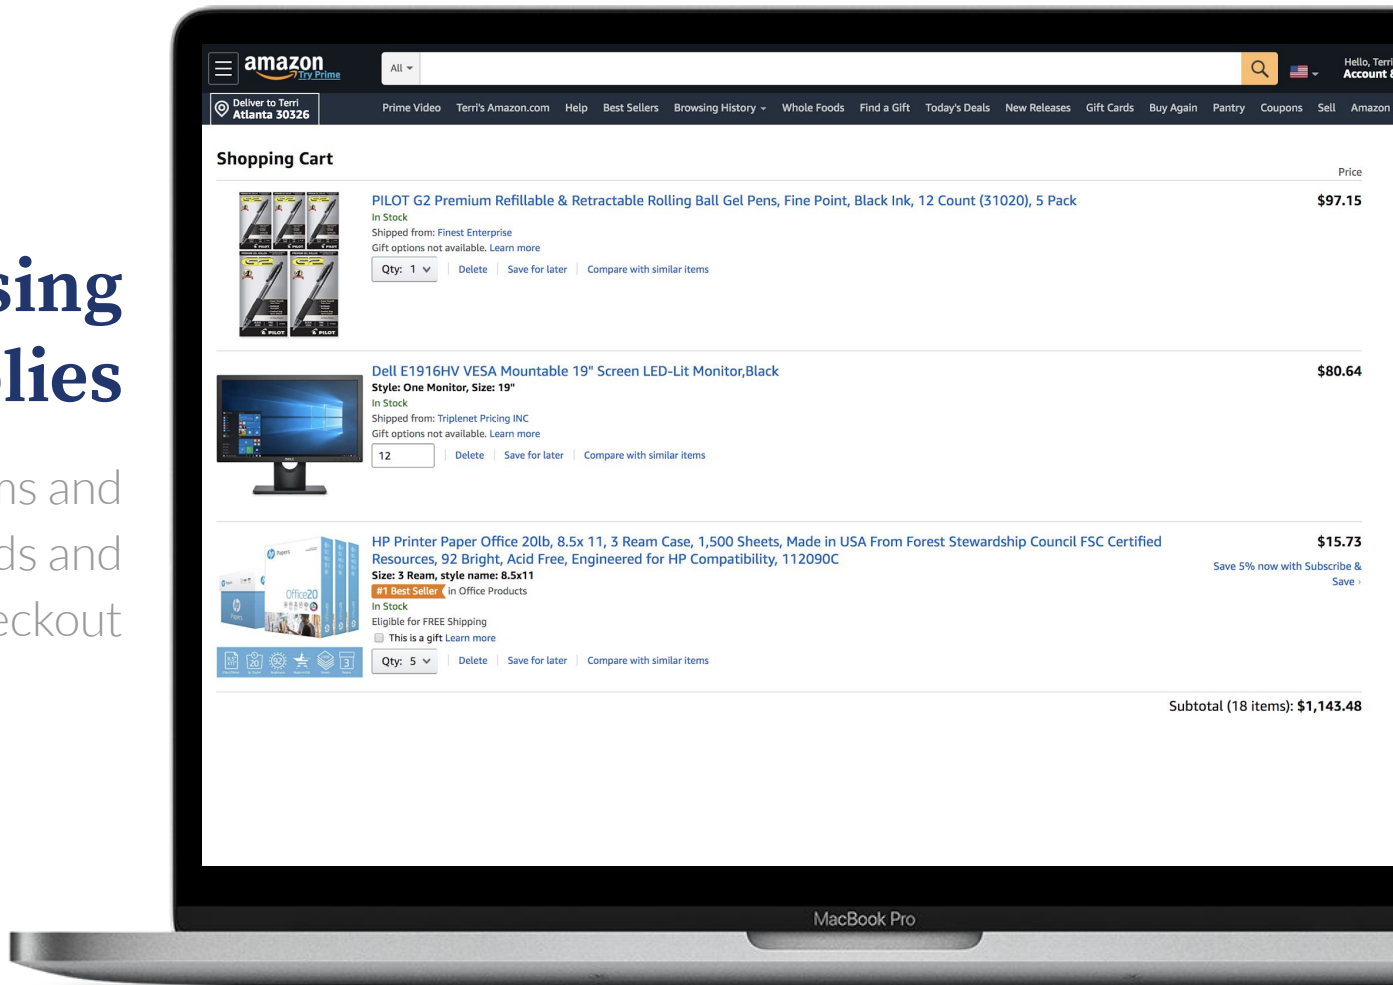 sing
lies
ns and
ds and
eckout
amazon
Try Prime
All
Hello, Terri
Account &
Deliver to Terri
Atlanta 30326
Prime Video Terri's Amazon.com Help Best Sellers Browsing History Whole Foods Find a Gift Today's Deals New Releases Gift Cards Buy Again Pantry Coupons Sell Amazon
Shopping Cart
Price
PILOT G2 Premium Refillable & Retractable Rolling Ball Gel Pens, Fine Point, Black Ink, 12 Count (31020), 5 Pack
$97.15
In Stock
Shipped from: Finest Enterprise
Gift options not available. Learn more
Qty: 1 Delete Save for later Compare with similar items
G2
PILOT
PILOT
Dell E1916HV VESA Mountable 19" Screen LED-Lit Monitor,Black
$80.64
Style: One Monitor, Size: 19"
In Stock
Shipped from: Triplenet Pricing INC
Gift options not available. Learn more
12 Delete Save for later Compare with similar items
HP Printer Paper Office 20lb, 8.5x 11, 3 Ream Case, 1,500 Sheets, Made in USA From Forest Stewardship Council FSC Certified
Resources, 92 Bright, Acid Free, Engineered for HP Compatibility, 112090C
$15.73
Save 5% now with Subscribe &
Save ›
Size: 3 Ream, style name: 8.5x11
#1 Best Seller in Office Products
In Stock
Eligible for FREE Shipping
This is a gift Learn more
Qty: 5 Delete Save for later Compare with similar items
hp Papers
Office20
hp
Papers
20
92
3
Subtotal (18 items): $1,143.48
MacBook Pro